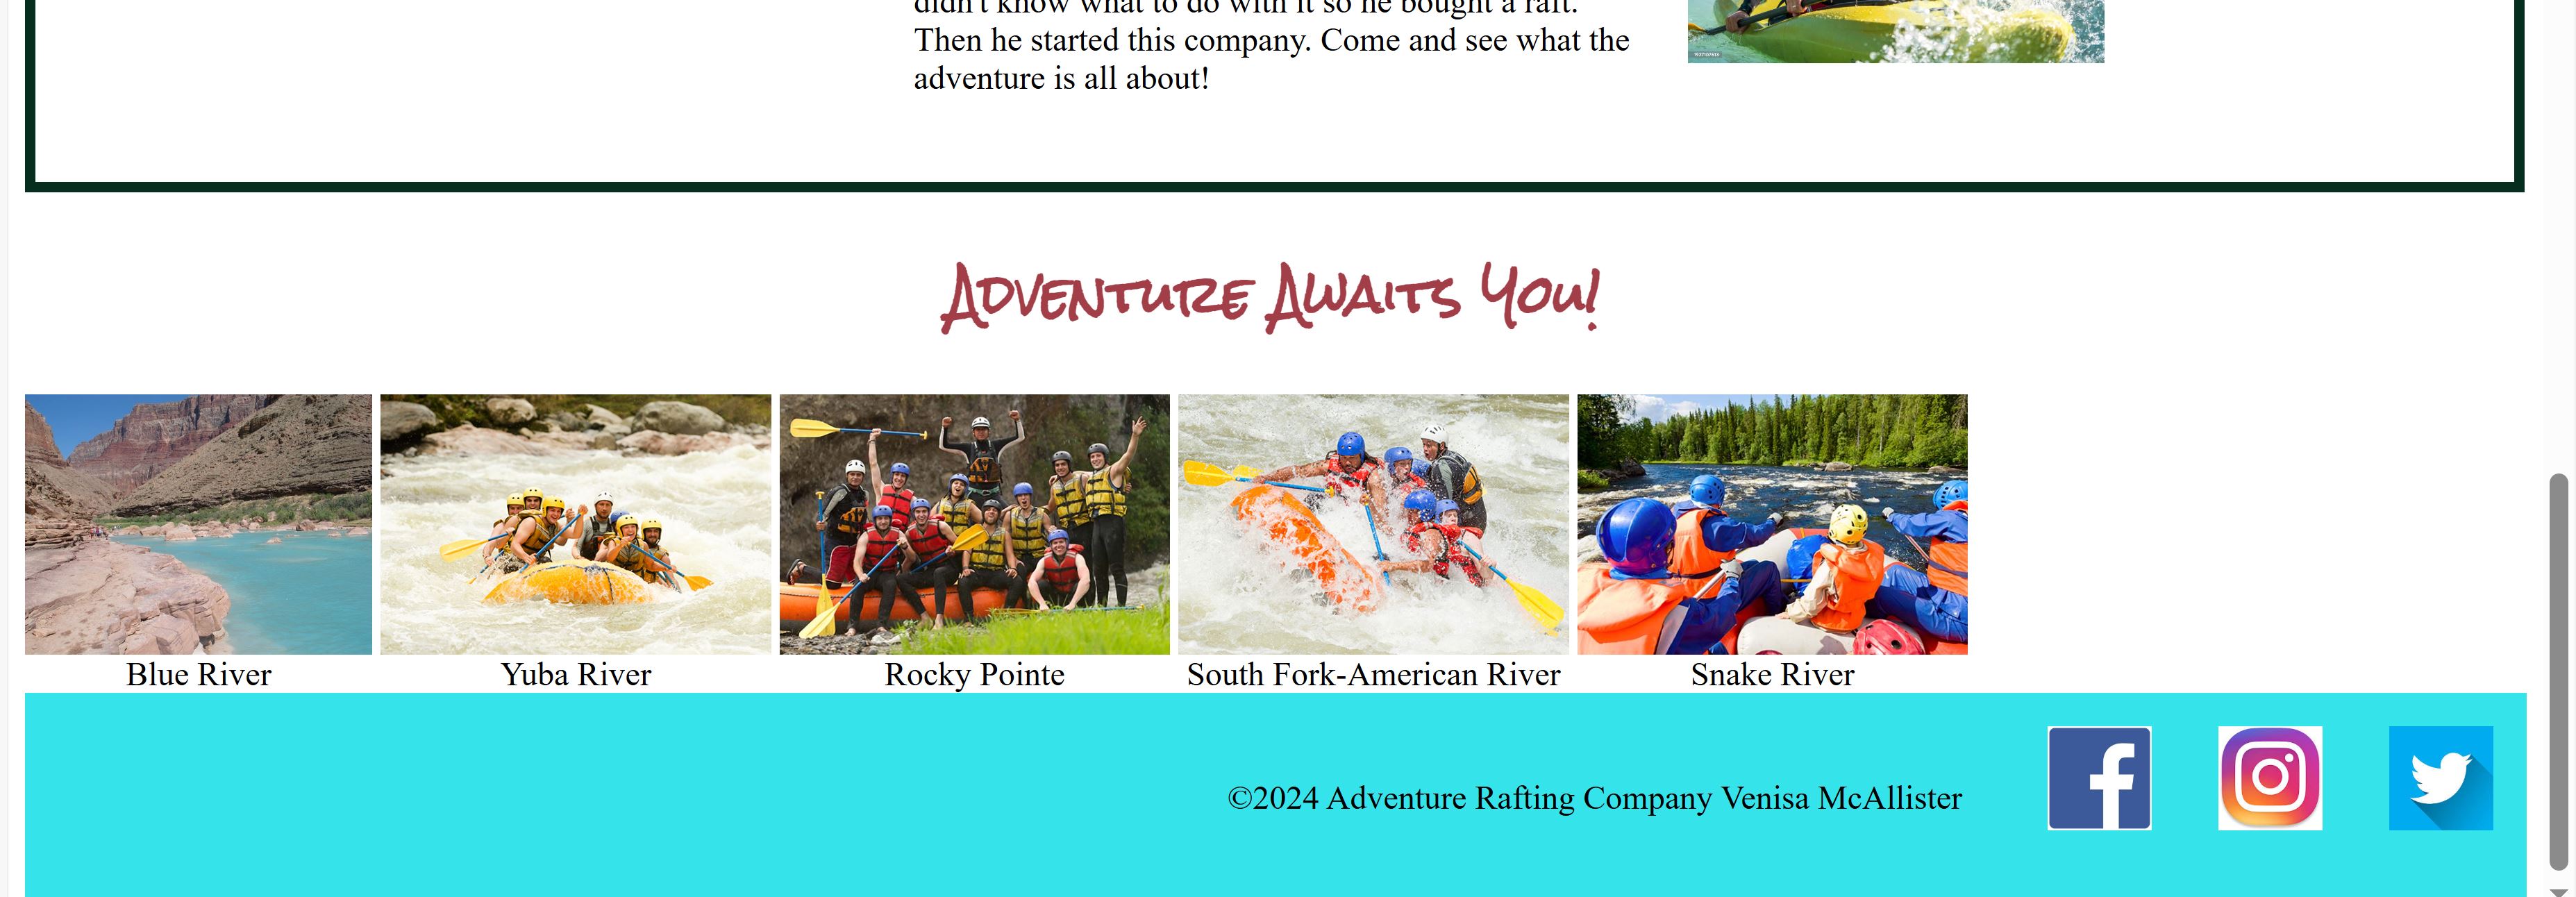 didn't know what to do with it so he bought a raft.
Then he started this company. Come and see what the
adventure is all about!
Adventure Awaits You!
Blue River
Yuba River
Rocky Pointe
South Fork-American River
Snake River
©2024 Adventure Rafting Company Venisa McAllister